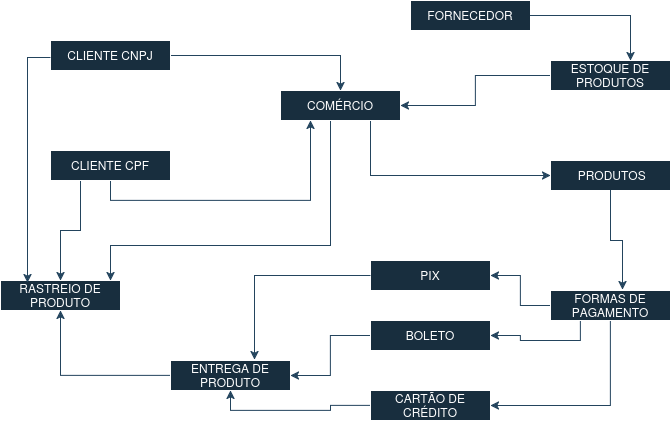 FORNECEDOR
CLIENTE CNPJ
ESTOQUE DE
PRODUTOS
COMÉRCIO
CLIENTE CPF
PRODUTOS
PIX
RASTREIO DE
PRODUTO
FORMAS DE
PAGAMENTO
BOLETO
ENTREGA DE
PRODUTO
CARTÃO DE
CRÉDITO